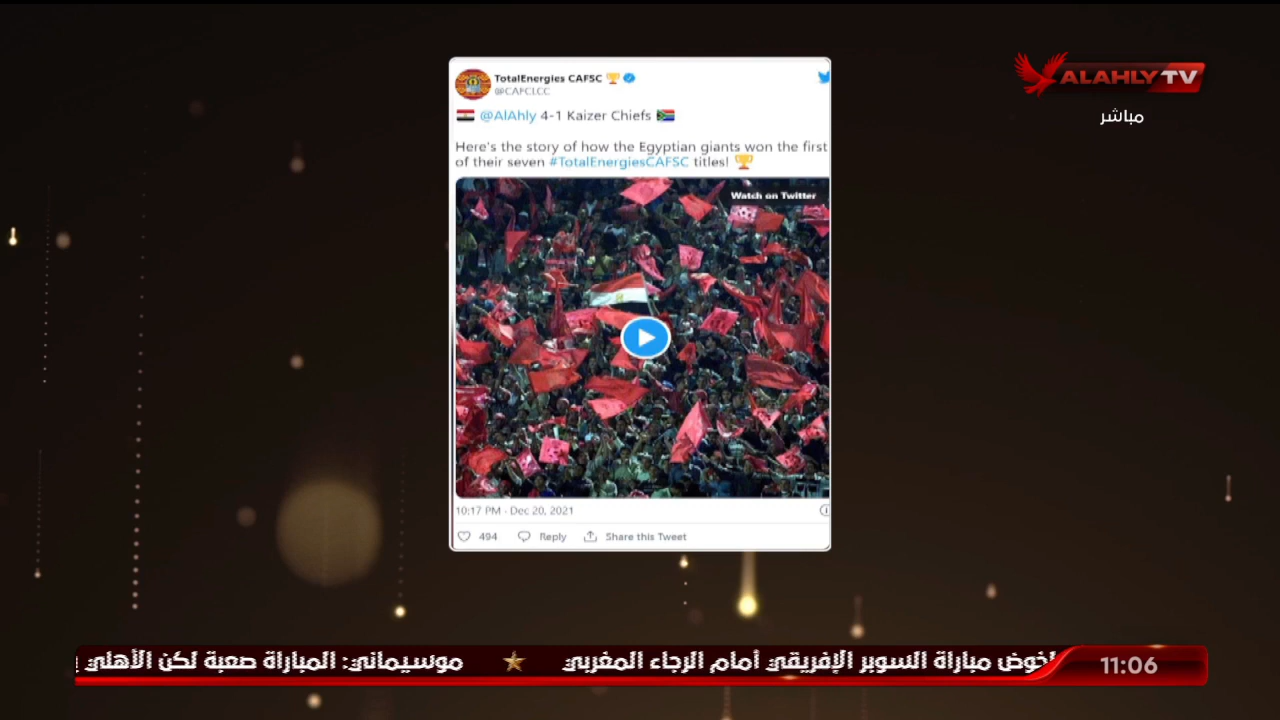 TotalEnergies CAFSC 🏆
@CAFCLCC
🇪🇬 @AlAhly 4-1 Kaizer Chiefs 🇿🇦
Here's the story of how the Egyptian giants won the first
of their seven #TotalEnergiesCAFSC titles! 🏆
Watch on Twitter
10:17 PM · Dec 20, 2021
494 Reply Share this Tweet
ALAHLY TV
مباشر
مباراة السوبر الإفريقي أمام الرجاء المغربي ★ موسيماني: المباراة صعبة لكن الأهلي
11:06